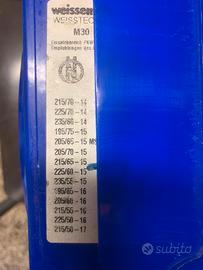 weissen
WEISSTEC
M30
215/70 - 14
225/70 - 14
235/60 - 14
195/75 - 15
205/65 - 15 MS
205/70 - 15
215/65 - 15
225/60 - 15
235/55 - 15
195/65 - 16
205/60 - 16
215/55 - 16
225/50 - 16
215/50 - 17
subito